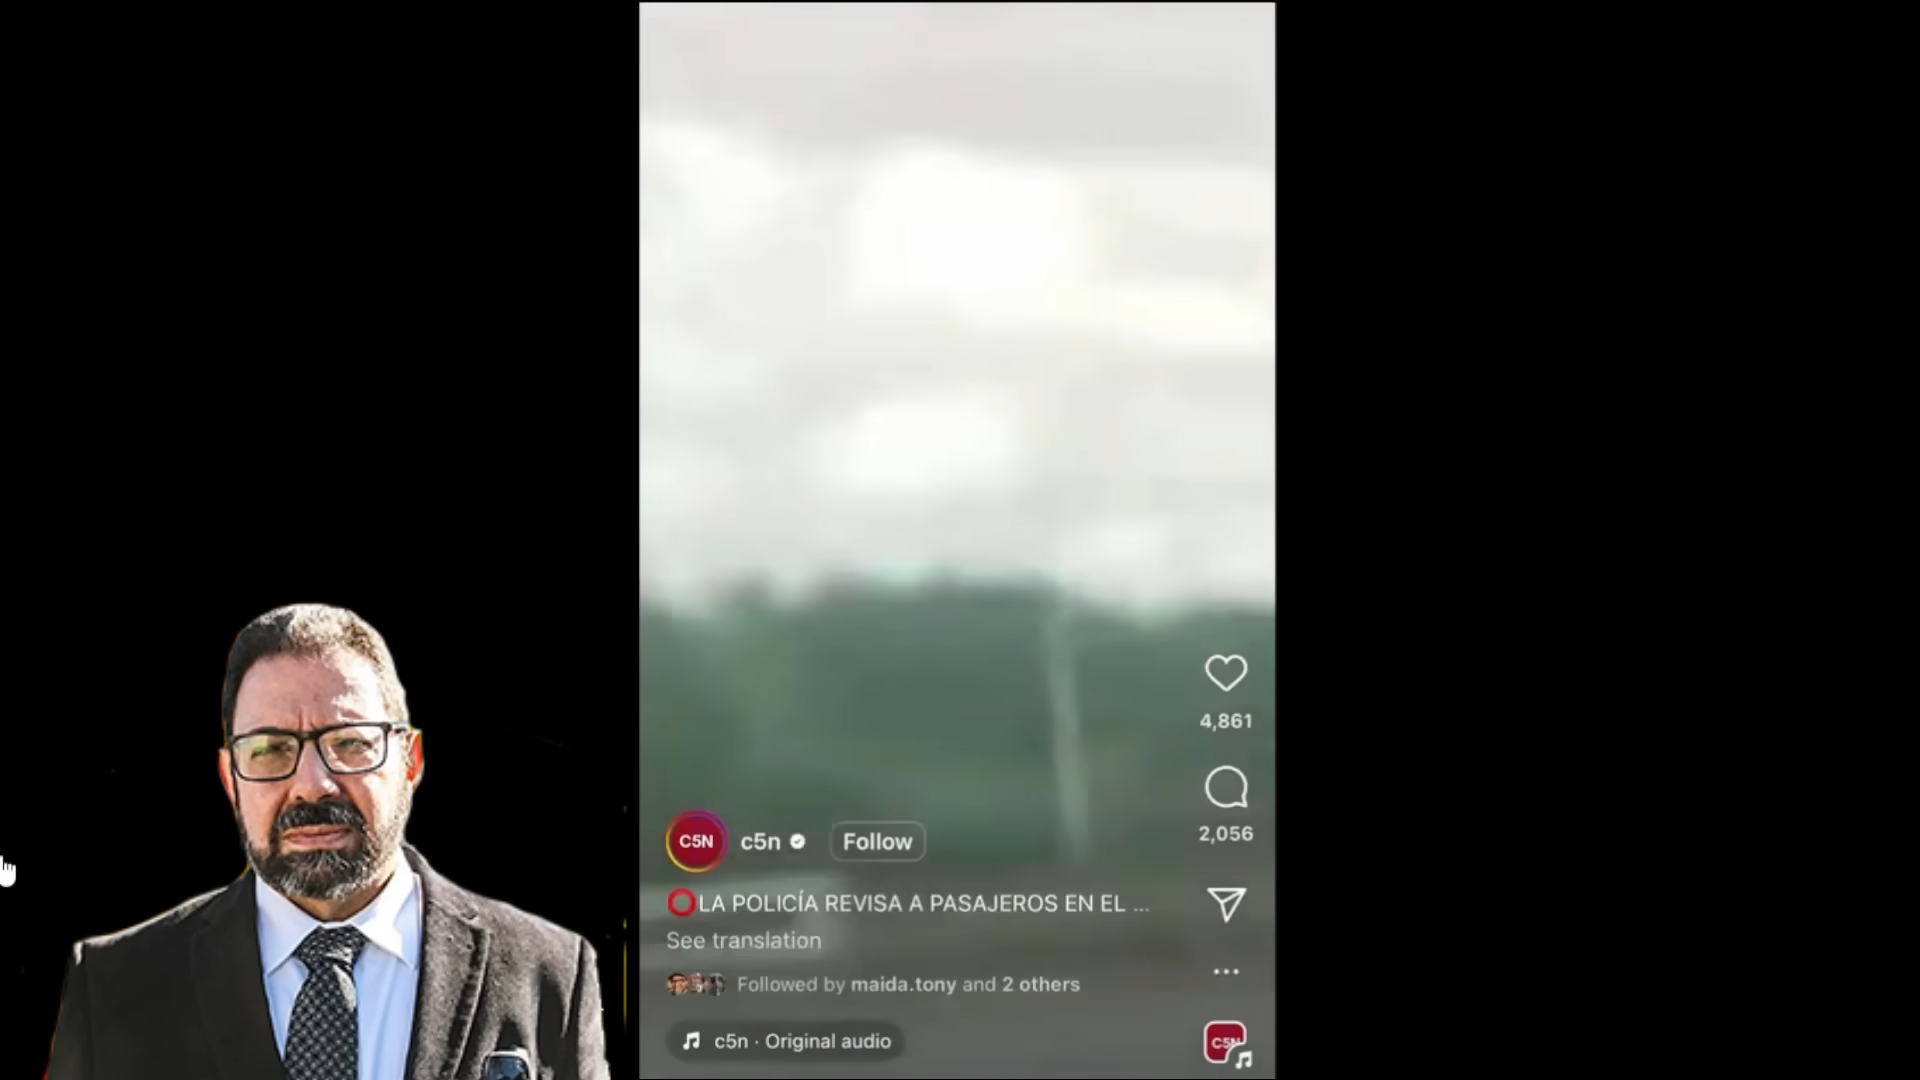 4,861
2,056
C5N c5n Follow
LA POLICÍA REVISA A PASAJEROS EN EL ...
See translation
Followed by maida.tony and 2 others
c5n · Original audio
C5N